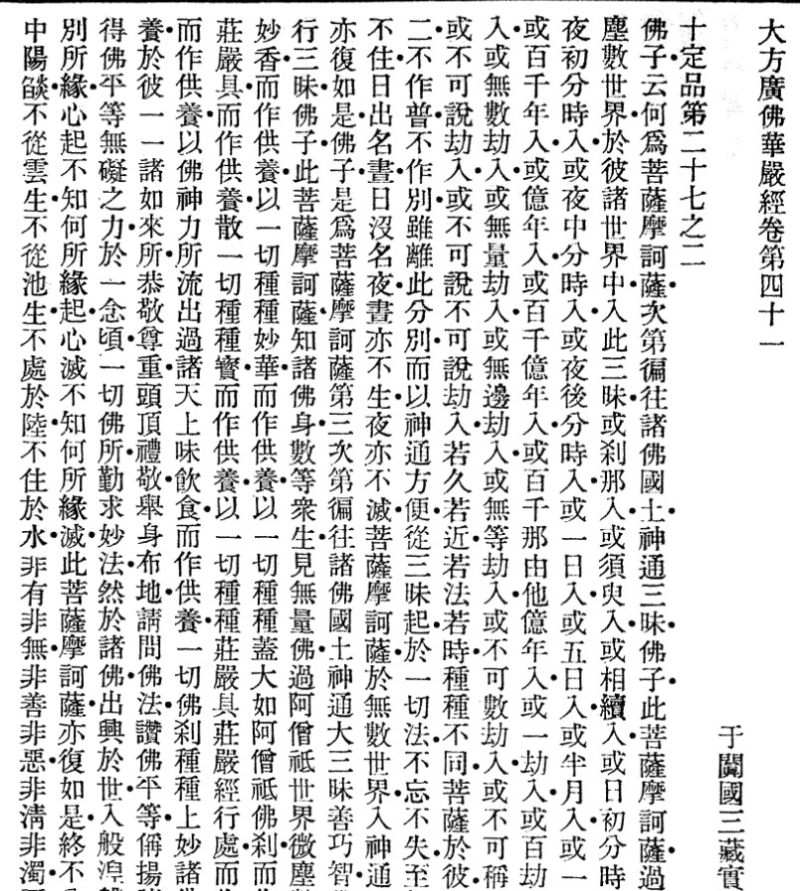 大方廣佛華嚴經卷第四十一
于闐國三藏實
十定品第二十七之二
佛子云何爲菩薩摩訶薩次第徧往諸佛國土神通三昧佛子此菩薩摩訶薩過
塵數世界於彼諸世界中入此三昧或刹那入或須臾入或相續入或日初分時
夜初分時入或夜中分時入或夜後分時入或一日入或五日入或半月入或一
或百千年入或億年入或百千億年入或百千那由他億年入或一劫入或百劫
入或無數劫入或無量劫入或無邊劫入或無等劫入或不可數劫入或不可稱
或不可說劫入或不可說不可說劫入若久若近若法若時種種不同菩薩於彼
二不作普不作別雖離此分別而以神通方便從三昧起於一切法不忘不失至
不住日出名晝日沒名夜晝亦不生夜亦不滅菩薩摩訶薩於無數世界入神通
亦復如是佛子是爲菩薩摩訶薩第三次第徧往諸佛國土神通大三昧善巧智
行三昧佛子此菩薩摩訶薩知諸佛身數等衆生見無量佛過阿僧祇世界微塵
妙香而作供養以一切種種妙華而作供養以一切種種蓋大如阿僧祇佛刹而
莊嚴具而作供養散一切種種寶而作供養以一切種種莊嚴具莊嚴經行處而
而作供養以佛神力所流出過諸天上味飲食而作供養一切佛刹種種上妙諸
養於彼一一諸如來所恭敬尊重頭頂禮敬舉身布地請問佛法讚佛平等稱揚
得佛平等無礙之力於一念頃一切佛所勤求妙法然於諸佛出興於世入般涅
別所緣心起不知何所緣起心滅不知何所緣滅此菩薩摩訶薩亦復如是終不
中陽燄不從雲生不從池生不處於陸不住於水非有非無非善非惡非清非濁